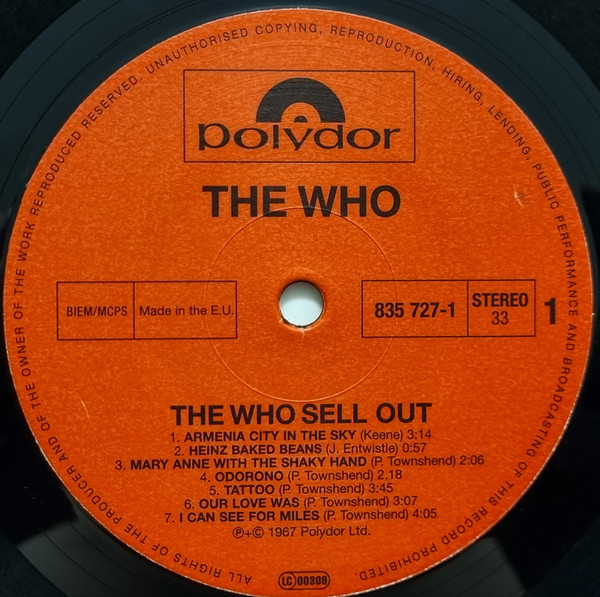 ALL RIGHTS OF THE PRODUCER AND OF THE OWNER OF THE WORK REPRODUCED RESERVED. UNAUTHORISED COPYING, REPRODUCTION, HIRING, LENDING, PUBLIC PERFORMANCE AND BROADCASTING OF THIS RECORD PROHIBITED.
polydor
THE WHO
BIEM/MCPS
Made in the E.U.
835 727-1
STEREO
33
1
THE WHO SELL OUT
1. ARMENIA CITY IN THE SKY (Keene) 3:14
2. HEINZ BAKED BEANS (J. Entwistle) 0:57
3. MARY ANNE WITH THE SHAKY HAND (P. Townshend) 2:06
4. ODORONO (P. Townshend) 2.18
5. TATTOO (P. Townshend) 3:45
6. OUR LOVE WAS (P. Townshend) 3:07
7. I CAN SEE FOR MILES (P. Townshend) 4:05
℗+© 1967 Polydor Ltd.
LC 00309